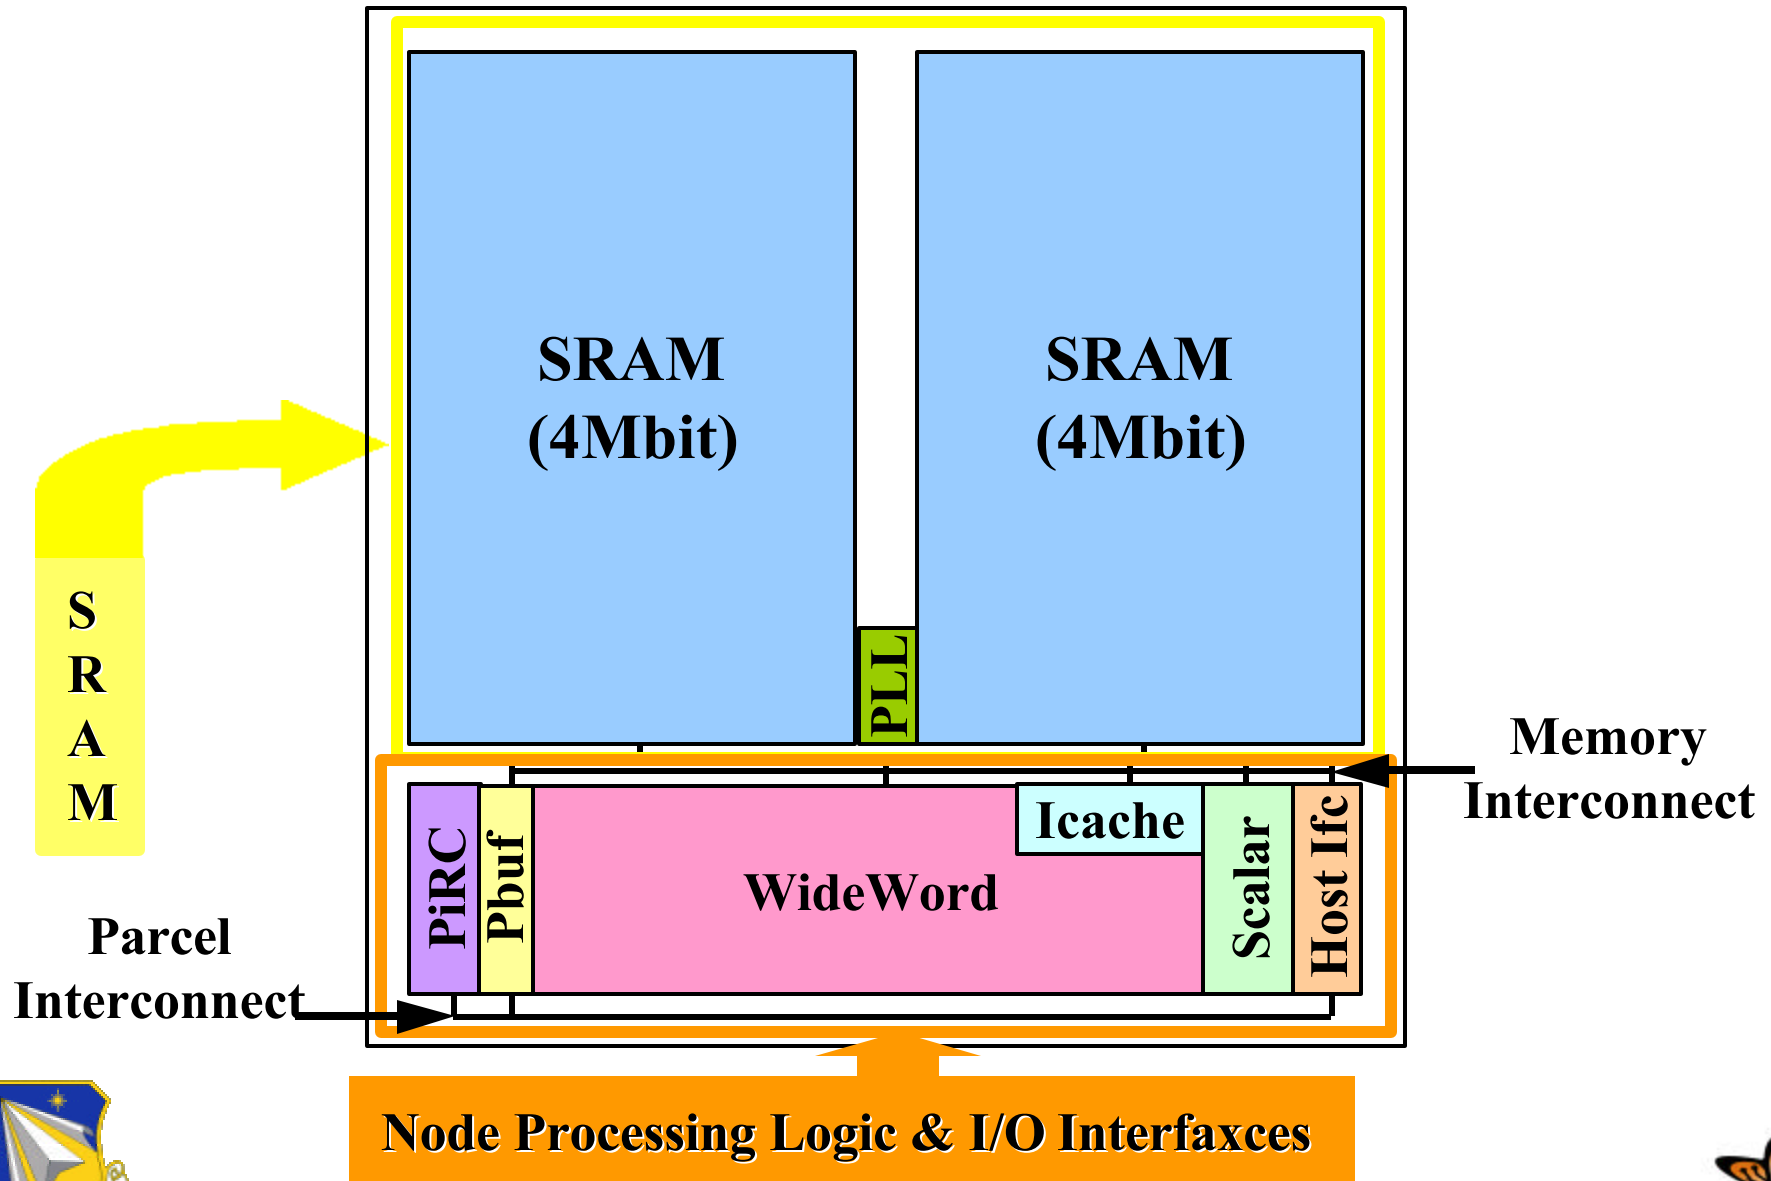 SRAM
(4Mbit)
SRAM
(4Mbit)
S
R
A
M
PLL
Memory
Interconnect
PiRC
Pbuf
WideWord
Icache
Scalar
Host Ifc
Parcel
Interconnect
Node Processing Logic & I/O Interfaxces